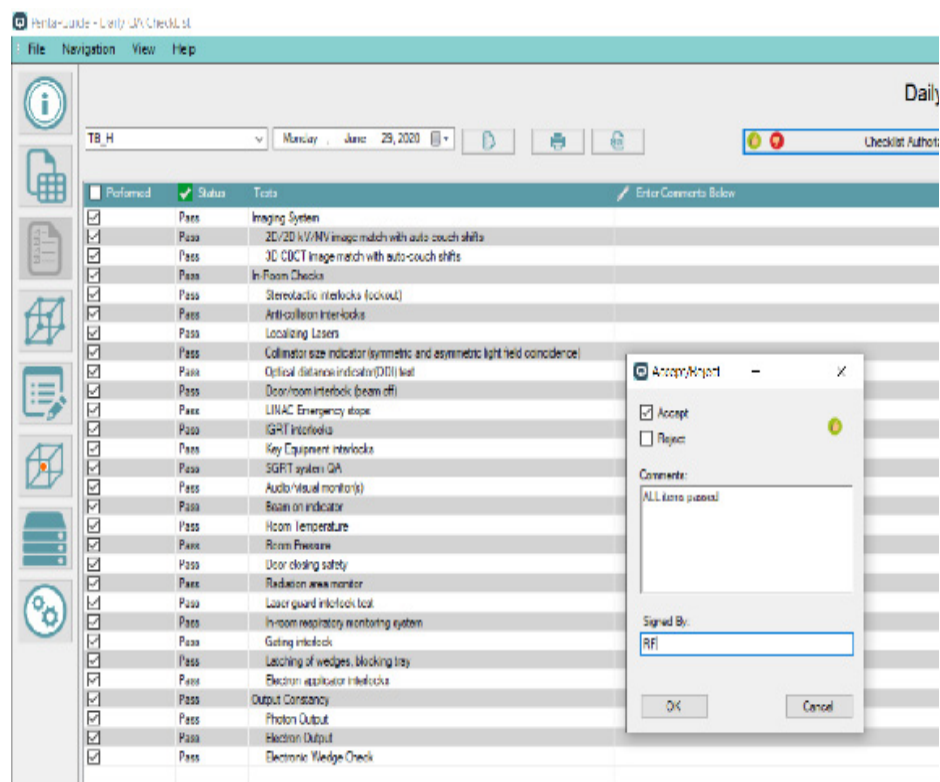 Penta-Guide - Daily QA CheckList
File Navigation View Help
Daily
TB_H Monday , June 29, 2020
Checklist Authoriz
Performed Status Tests Enter Comments Below
Pass Imaging System
Pass 2D/2D kV/MV image match with auto couch shifts
Pass 3D CBCT image match with auto-couch shifts
Pass In-Room Checks
Pass Stereotactic interlocks (lockout)
Pass Anti-collision interlocks
Pass Localizing Lasers
Pass Collimator size indicator (symmetric and asymmetric light field coincidence)
Pass Optical distance indicator(ODI) test
Pass Door/room interlock (beam off)
Pass LINAC Emergency stops
Pass IGRT interlocks
Pass Key Equipment interlocks
Pass SGRT system QA
Pass Audio/visual monitor(s)
Pass Beam on indicator
Pass Room Temperature
Pass Room Pressure
Pass Door closing safety
Pass Radiation area monitor
Pass Laser guard interlock test
Pass In-room respiratory monitoring system
Pass Gating interlock
Pass Latching of wedges, blocking tray
Pass Electron applicator interlocks
Pass Output Constancy
Pass Photon Output
Pass Electron Output
Pass Electronic Wedge Check
Accept/Reject
Accept
Reject
Comments:
ALL items passed
Signed By:
RF
OK Cancel